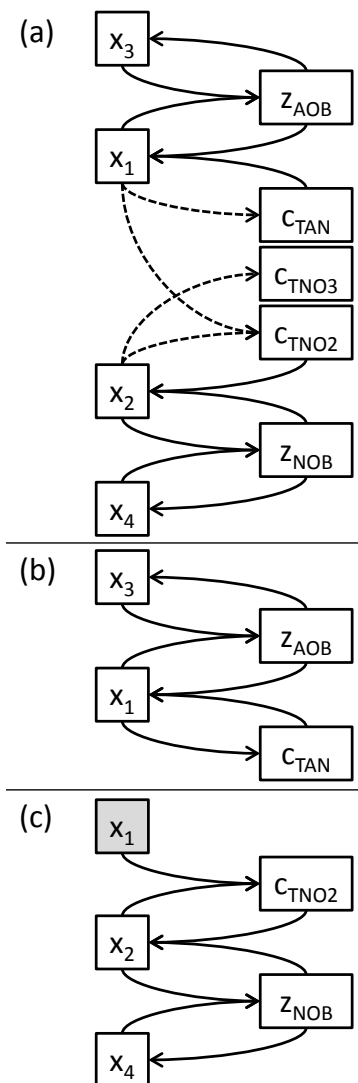 (a)
x3
zAOB
x1
cTAN
cTNO3
cTNO2
x2
zNOB
x4
(b)
x3
zAOB
x1
cTAN
(c)
x1
cTNO2
x2
zNOB
x4